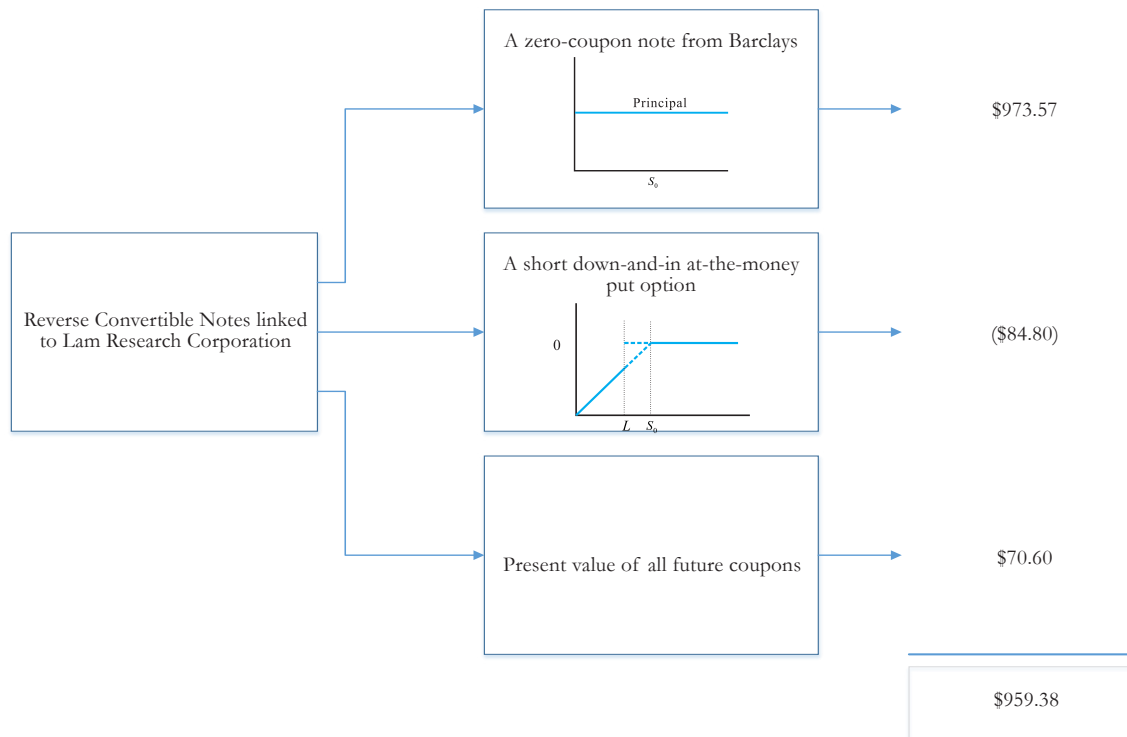 A zero-coupon note from Barclays
Principal
S₀
$973.57
Reverse Convertible Notes linked
to Lam Research Corporation
A short down-and-in at-the-money
put option
0
L S₀
($84.80)
Present value of all future coupons
$70.60
$959.38